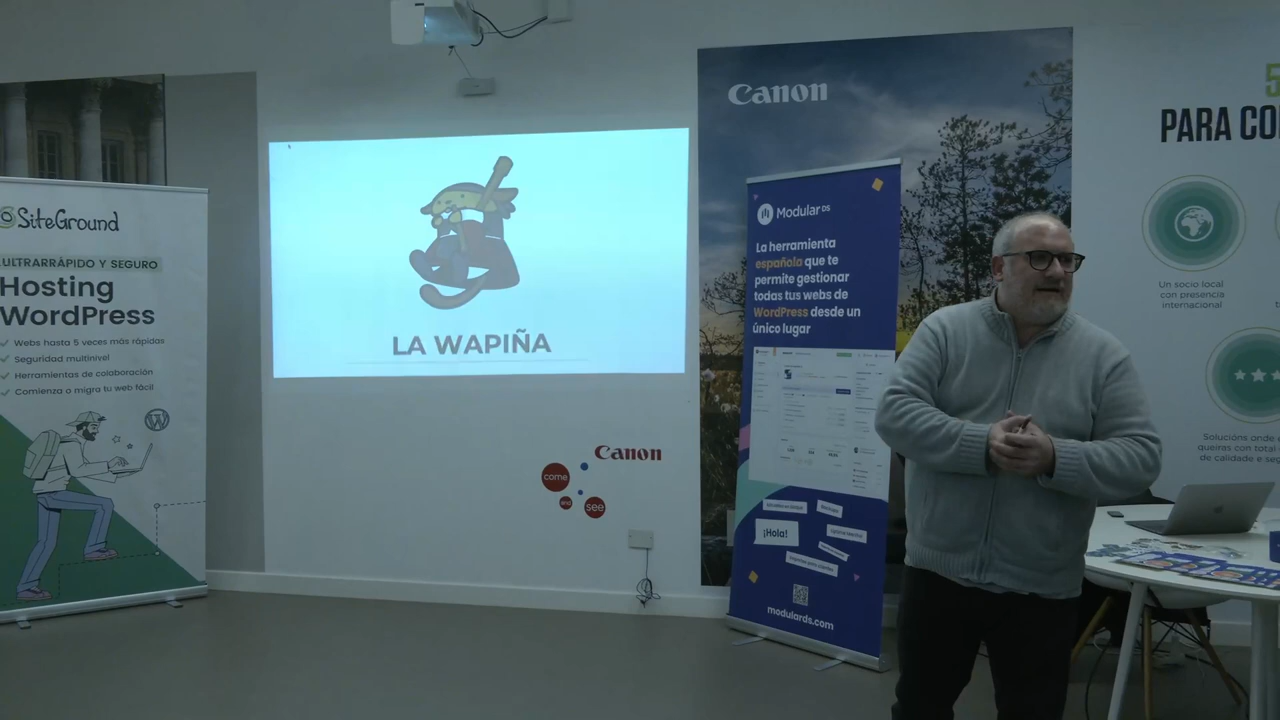 SiteGround
ULTRARRÁPIDO Y SEGURO
Hosting
WordPress
Webs hasta 5 veces más rápidas
Seguridad multinivel
Herramientas de colaboración
Comienza o migra tu web fácil
LA WAPIÑA
Canon
come
and
see
Canon
Modular DS
La herramienta
española que te
permite gestionar
todas tus webs de
WordPress desde un
único lugar
¡Hola!
modulards.com
5
PARA CO
Un socio local
con presencia
internacional
Solucións onde
queiras con total
de calidade e se